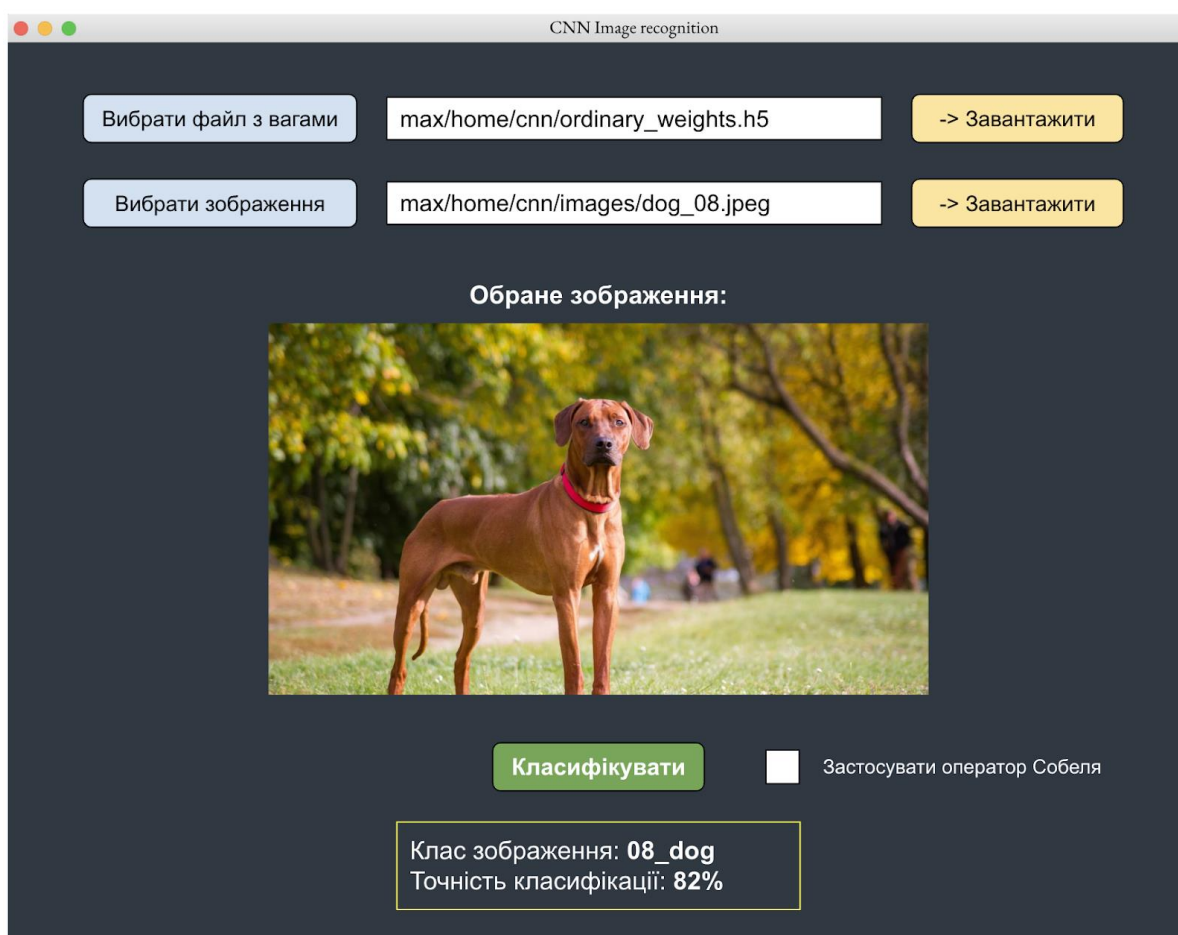 CNN Image recognition
Вибрати файл з вагами max/home/cnn/ordinary_weights.h5 -> Завантажити
Вибрати зображення max/home/cnn/images/dog_08.jpeg -> Завантажити
Обране зображення:
Класифікувати Застосувати оператор Собеля
Клас зображення: 08_dog
Точність класифікації: 82%